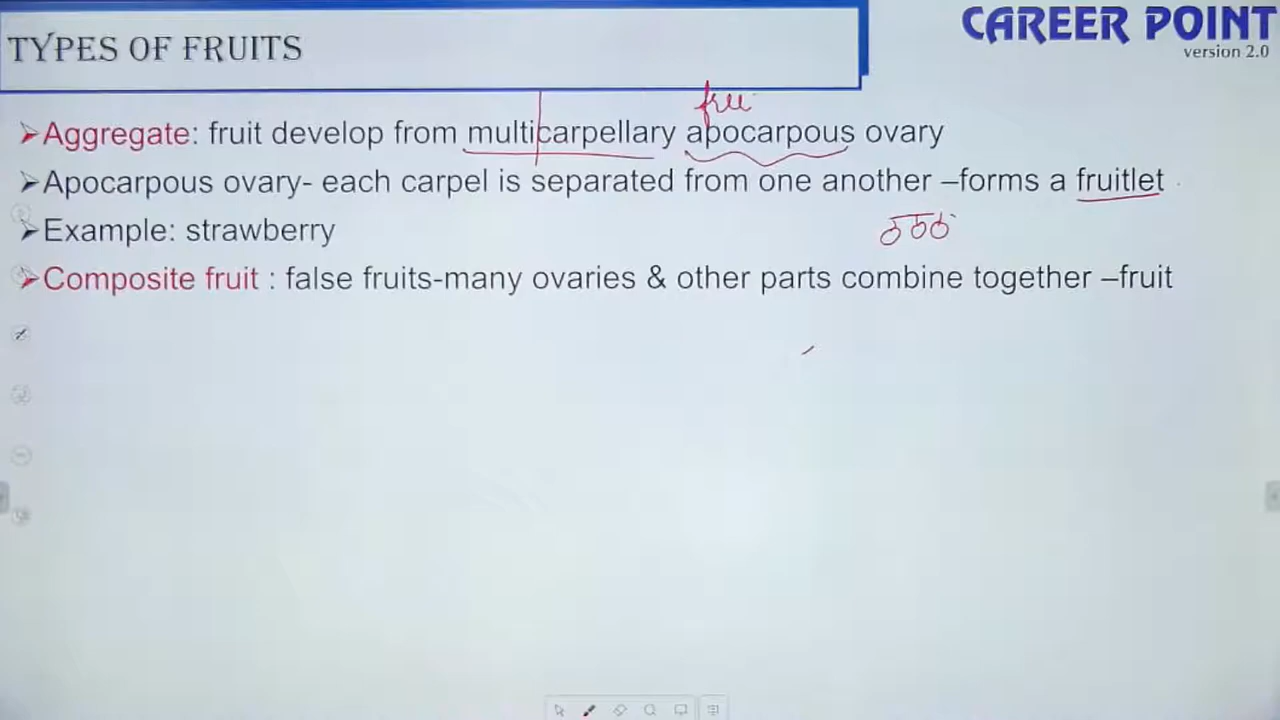 CAREER POINT
version 2.0
TYPES OF FRUITS
free
➢Aggregate: fruit develop from multicarpellary apocarpous ovary
➢Apocarpous ovary- each carpel is separated from one another –forms a fruitlet
➢Example: strawberry
➢Composite fruit : false fruits-many ovaries & other parts combine together –fruit